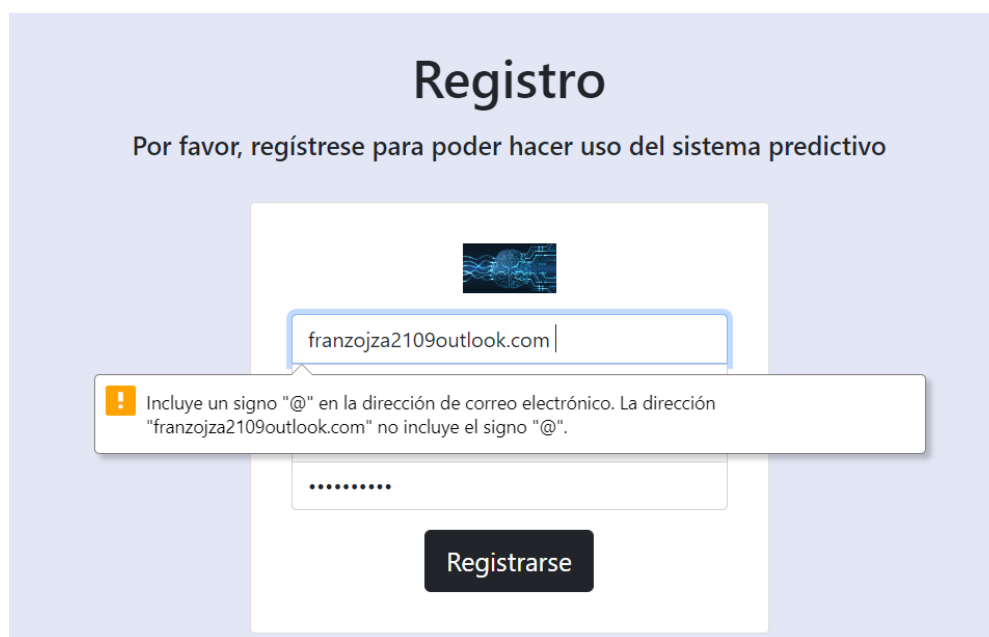 Registro
Por favor, regístrese para poder hacer uso del sistema predictivo
franzojza2109outlook.com
Incluye un signo "@" en la dirección de correo electrónico. La dirección
"franzojza2109outlook.com" no incluye el signo "@".
••••••••••
Registrarse